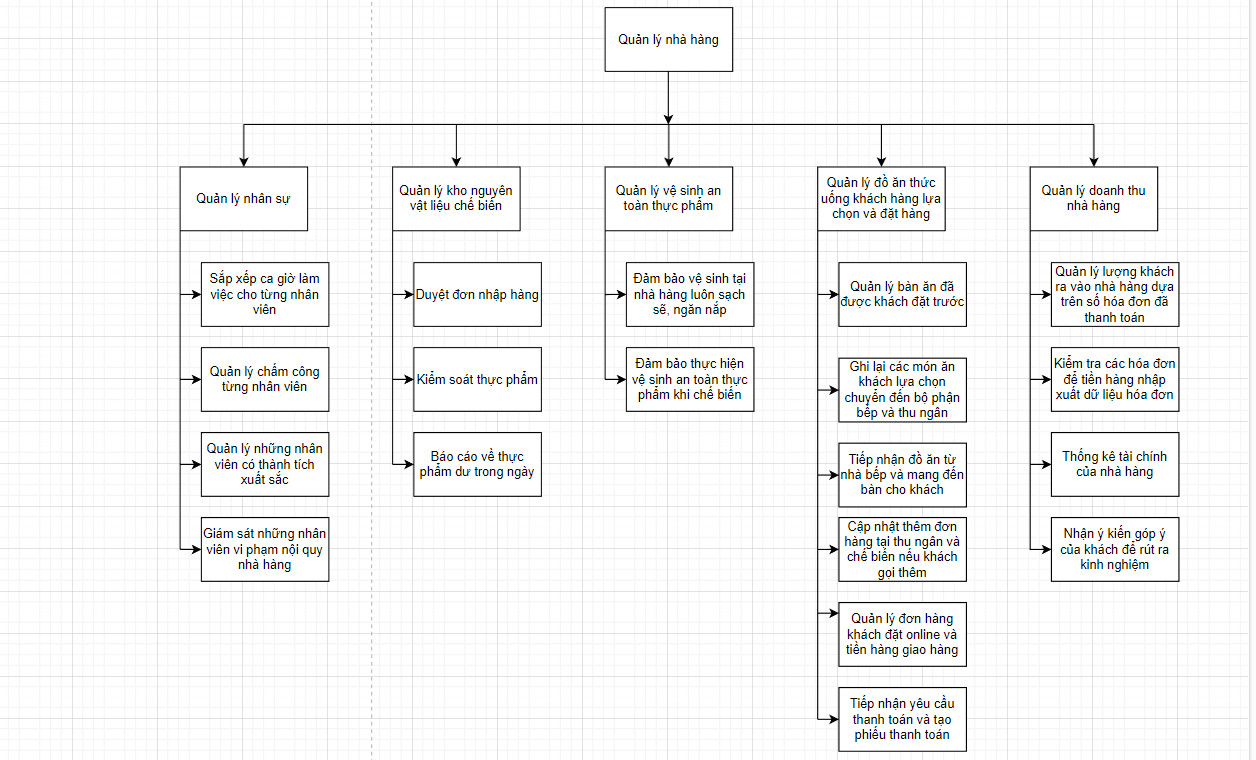 Quản lý nhà hàng
Quản lý nhân sự
Sắp xếp ca giờ làm
việc cho từng nhân
viên
Quản lý chấm công
từng nhân viên
Quản lý những nhân
viên có thành tích
xuất sắc
Giám sát những nhân
viên vi phạm nội quy
nhà hàng
Quản lý kho nguyên
vật liệu chế biến
Duyệt đơn nhập hàng
Kiểm soát thực phẩm
Báo cáo về thực
phẩm dư trong ngày
Quản lý vệ sinh an
toàn thực phẩm
Đảm bảo vệ sinh tại
nhà hàng luôn sạch
sẽ, ngăn nắp
Đảm bảo thực hiện
vệ sinh an toàn thực
phẩm khi chế biến
Quản lý đồ ăn thức
uống khách hàng lựa
chọn và đặt hàng
Quản lý bàn ăn đã
được khách đặt trước
Ghi lại các món ăn
khách lựa chọn
chuyển đến bộ phận
bếp và thu ngân
Tiếp nhận đồ ăn từ
nhà bếp và mang đến
bàn cho khách
Cập nhật thêm đơn
hàng tại thu ngân và
chế biến nếu khách
gọi thêm
Quản lý đơn hàng
khách đặt online và
tiến hàng giao hàng
Tiếp nhận yêu cầu
thanh toán và tạo
phiếu thanh toán
Quản lý doanh thu
nhà hàng
Quản lý lượng khách
ra vào nhà hàng dựa
trên số hóa đơn đã
thanh toán
Kiểm tra các hóa đơn
để tiến hàng nhập
xuất dữ liệu hóa đơn
Thống kê tài chính
của nhà hàng
Nhận ý kiến góp ý
của khách để rút ra
kinh nghiệm